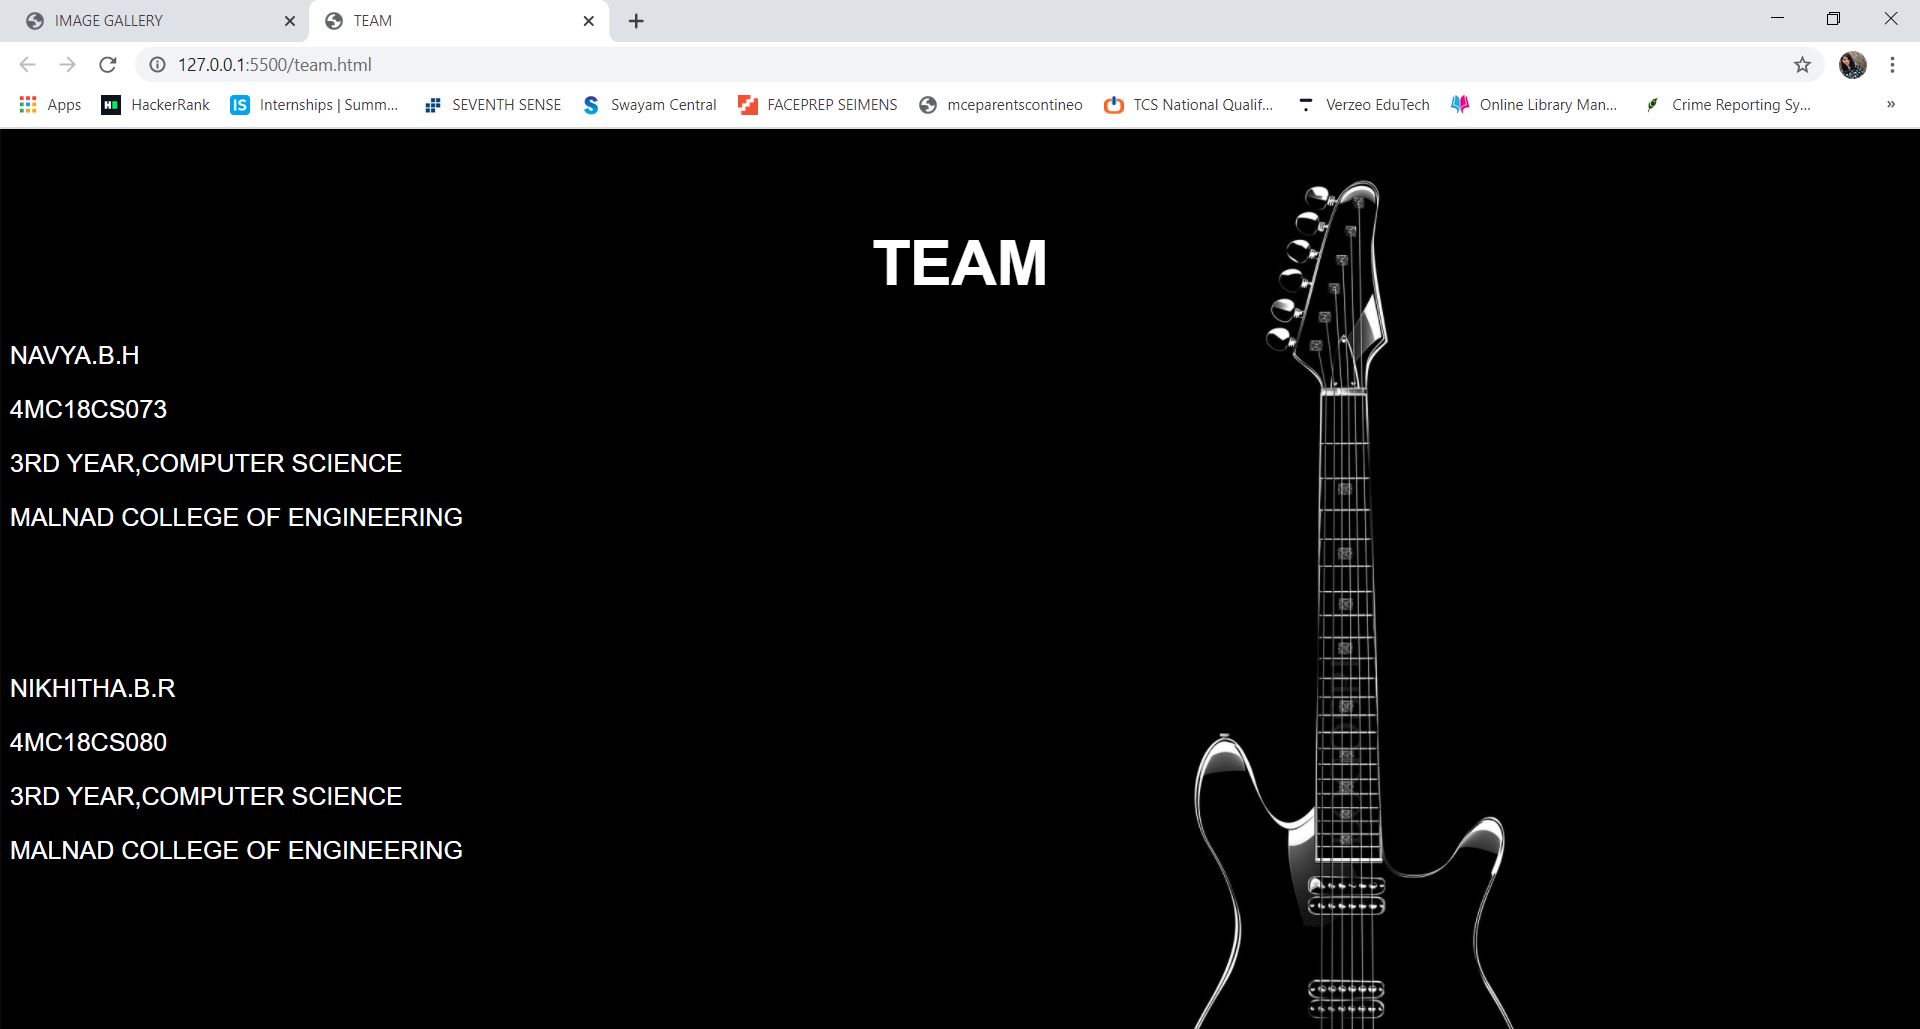 IMAGE GALLERY
TEAM
127.0.0.1:5500/team.html
Apps
HackerRank
Internships | Summ...
SEVENTH SENSE
Swayam Central
FACEPREP SEIMENS
mceparentscontineo
TCS National Qualif...
Verzeo EduTech
Online Library Man...
Crime Reporting Sy...
»
TEAM
NAVYA.B.H
4MC18CS073
3RD YEAR,COMPUTER SCIENCE
MALNAD COLLEGE OF ENGINEERING
NIKHITHA.B.R
4MC18CS080
3RD YEAR,COMPUTER SCIENCE
MALNAD COLLEGE OF ENGINEERING